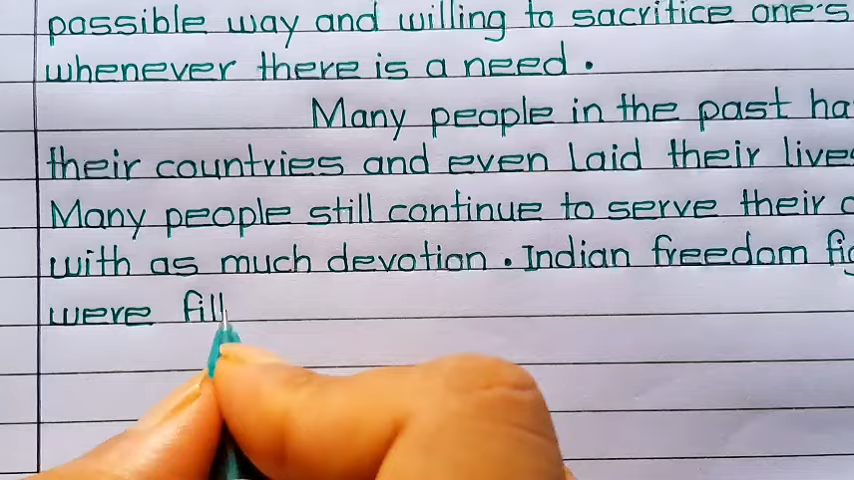 possible way and willing to sacrifice one's
whenever there is a need.
Many people in the past
their countries and even laid their lives
Many people still continue to serve their
with as much devotion. Indian freedom
were fill